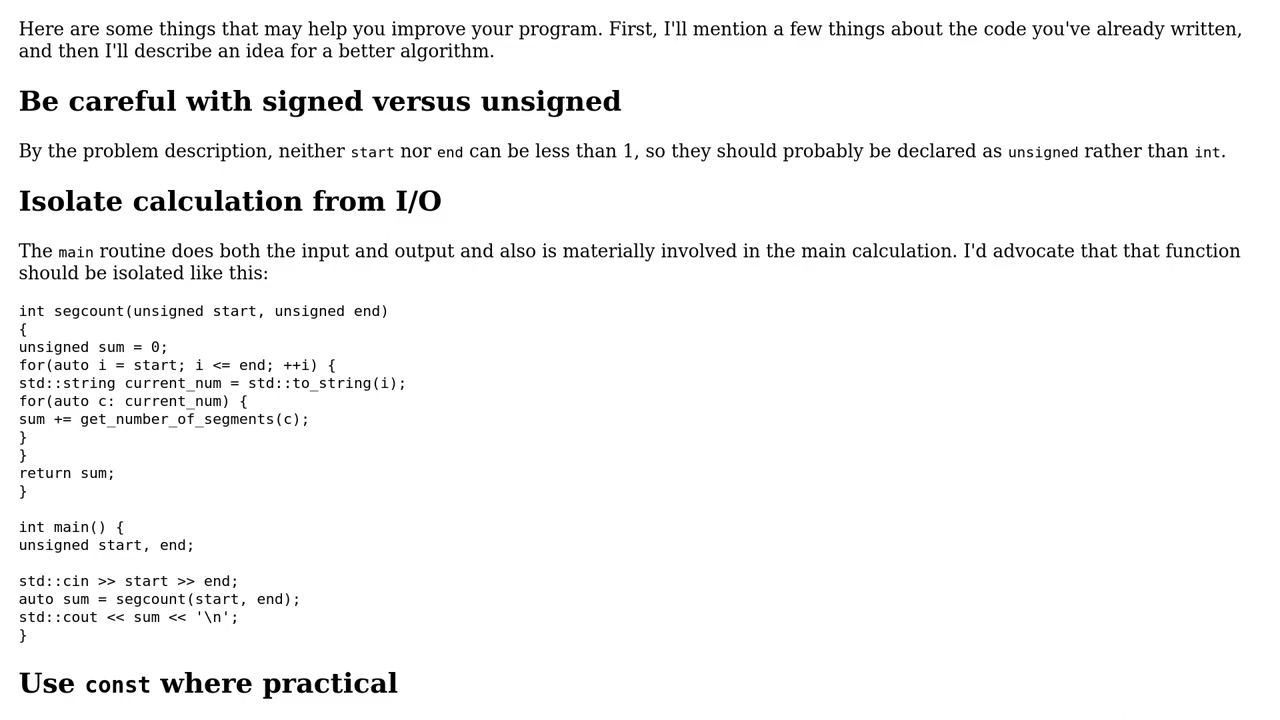 Here are some things that may help you improve your program. First, I'll mention a few things about the code you've already written,
and then I'll describe an idea for a better algorithm.
Be careful with signed versus unsigned
By the problem description, neither start nor end can be less than 1, so they should probably be declared as unsigned rather than int.
Isolate calculation from I/O
The main routine does both the input and output and also is materially involved in the main calculation. I'd advocate that that function
should be isolated like this:
int segcount(unsigned start, unsigned end)
{
unsigned sum = 0;
for(auto i = start; i <= end; ++i) {
std::string current_num = std::to_string(i);
for(auto c: current_num) {
sum += get_number_of_segments(c);
}
}
return sum;
}
int main() {
unsigned start, end;
std::cin >> start >> end;
auto sum = segcount(start, end);
std::cout << sum << '\n';
}
Use const where practical